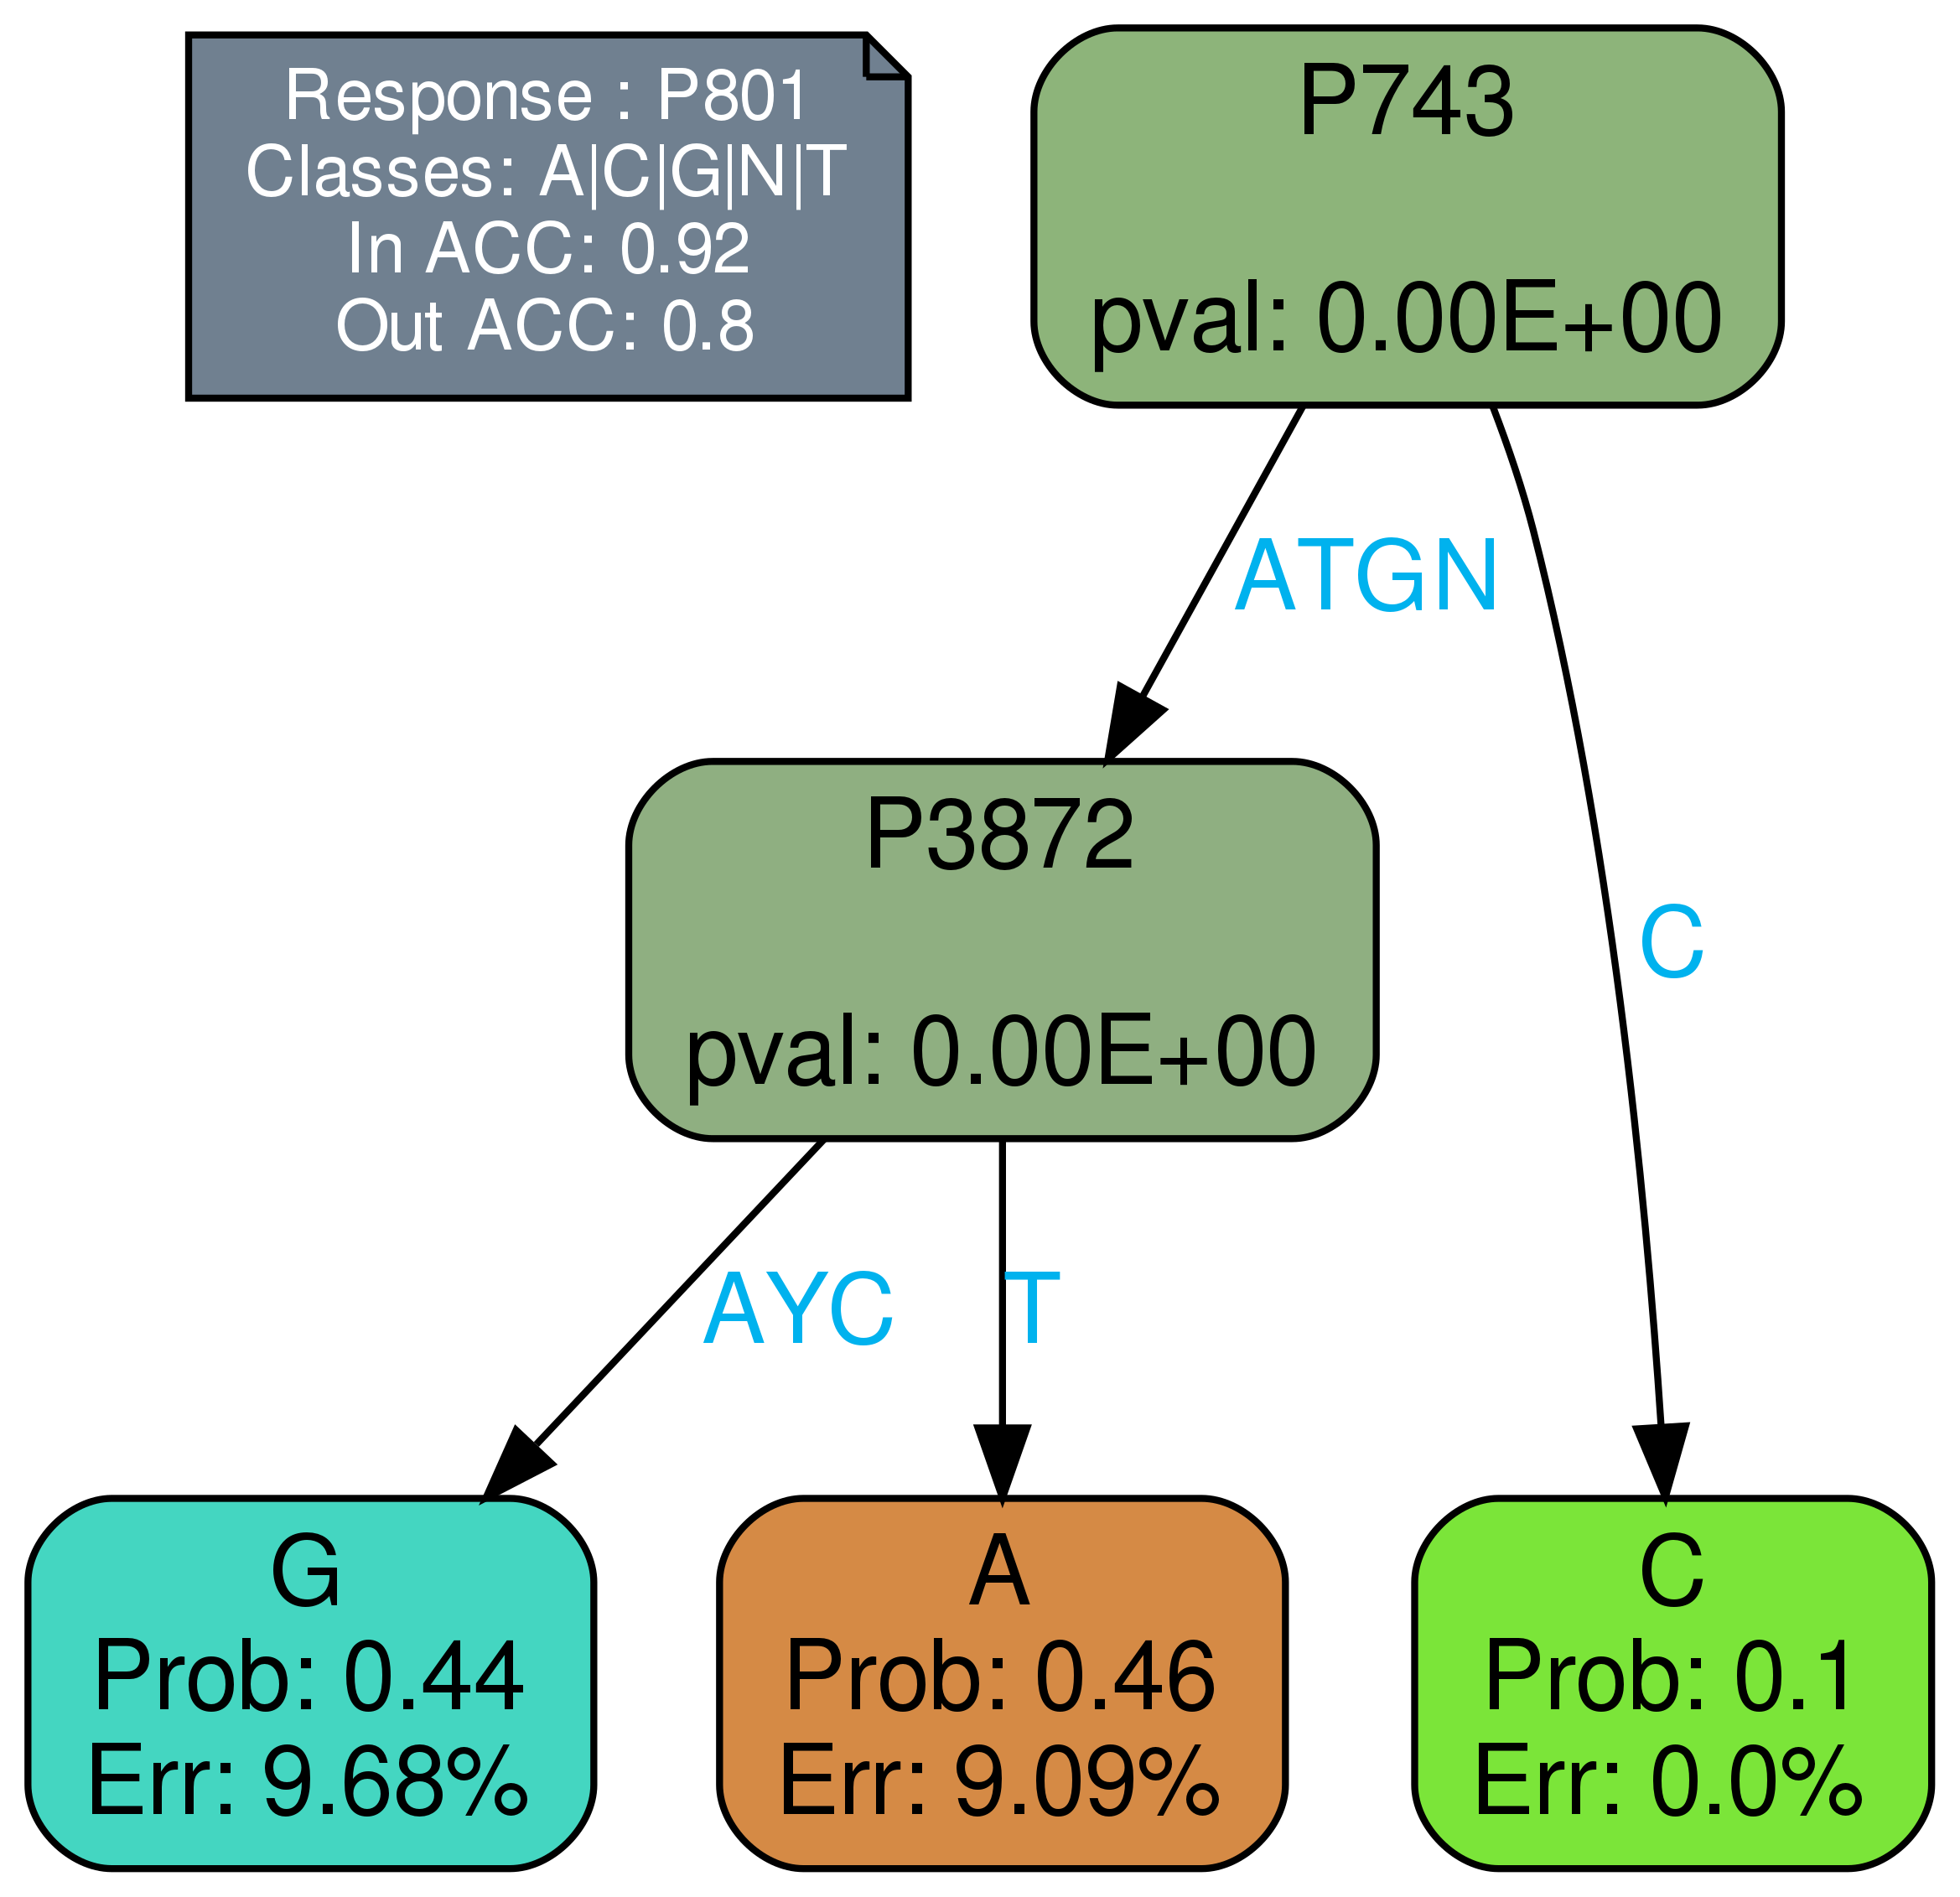 Response : P801
Classes: A|C|G|N|T
In ACC: 0.92
Out ACC: 0.8
P743
pval: 0.00E+00
ATGN
C
P3872
pval: 0.00E+00
AYC
T
G
Prob: 0.44
Err: 9.68%
A
Prob: 0.46
Err: 9.09%
C
Prob: 0.1
Err: 0.0%